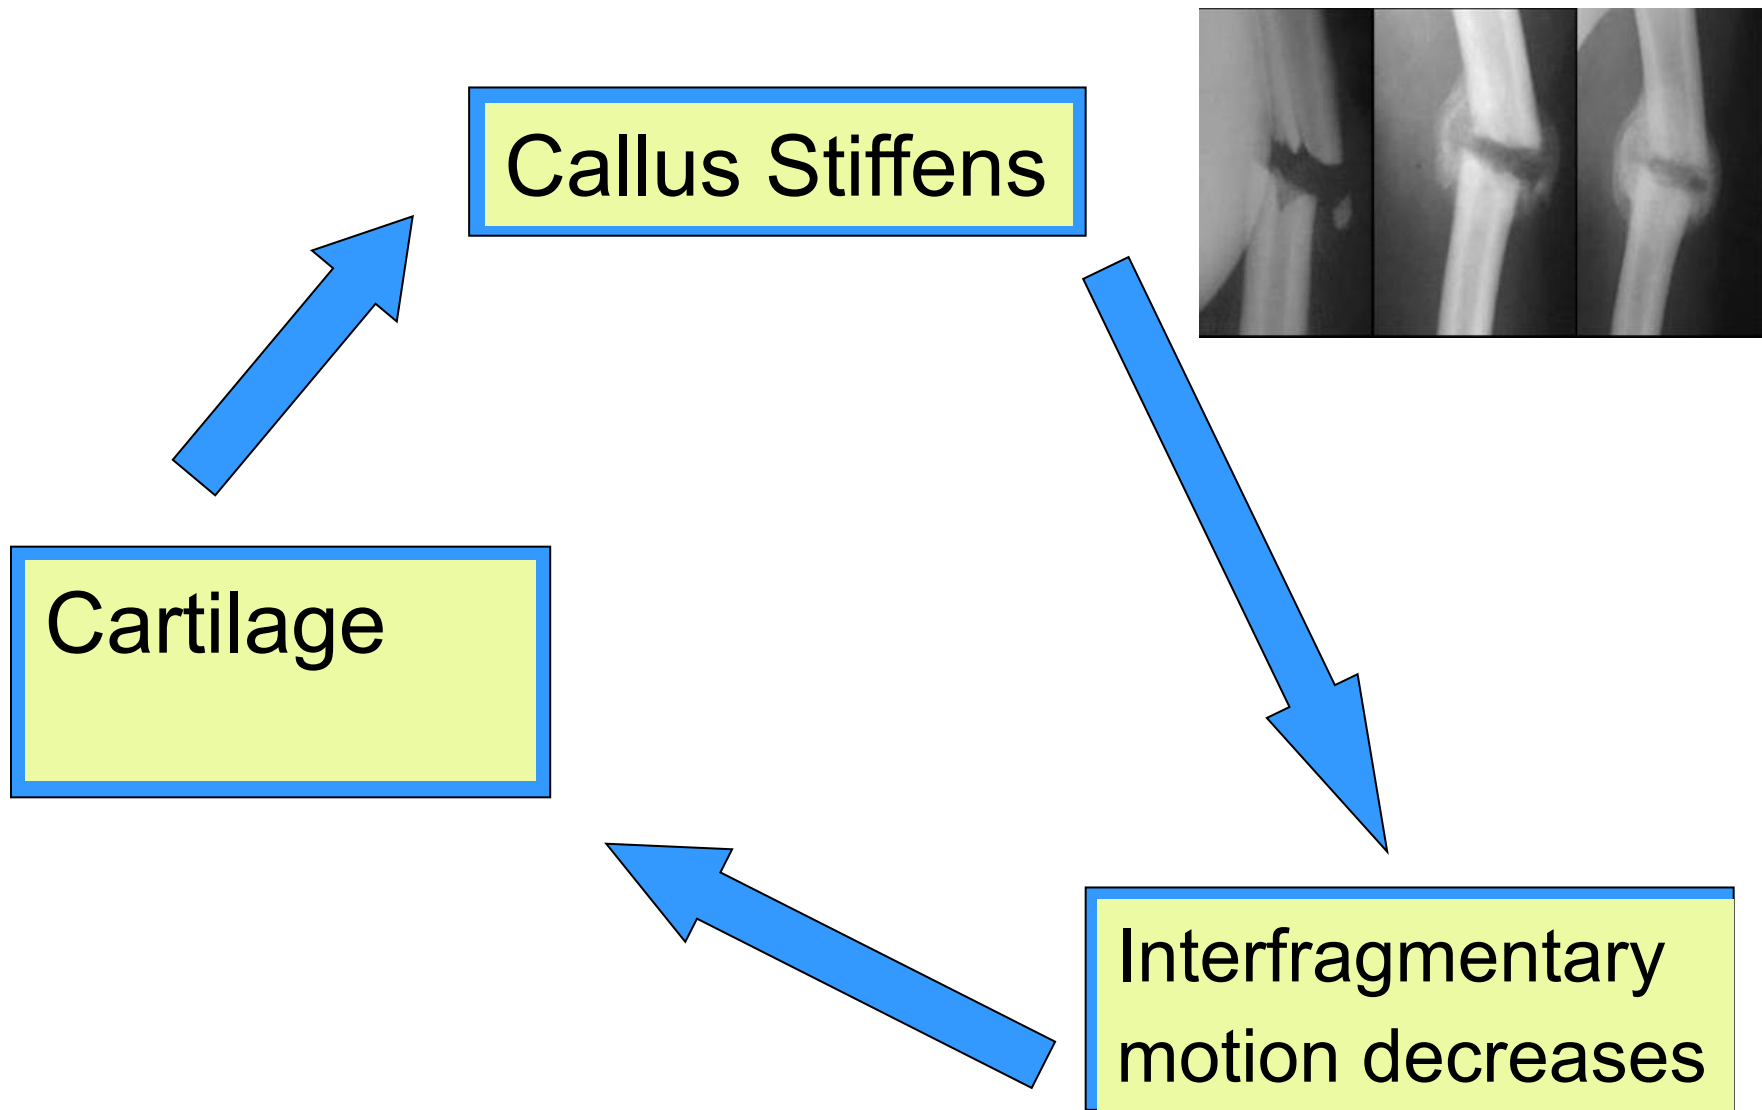 Callus Stiffens
Cartilage
Interfragmentary
motion decreases